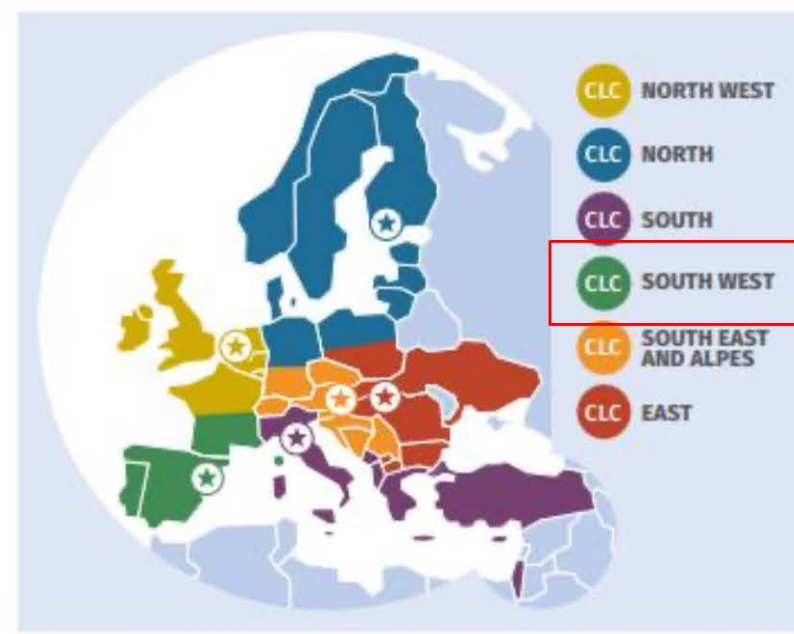 CLC NORTH WEST
CLC NORTH
CLC SOUTH
CLC SOUTH WEST
CLC SOUTH EAST
AND ALPES
CLC EAST